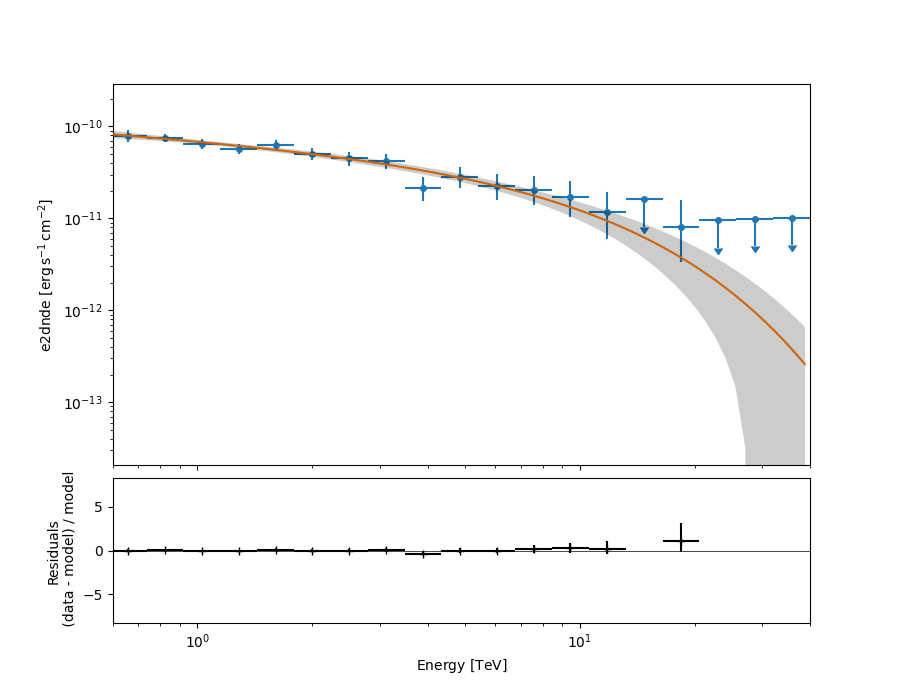 10⁻¹⁰
10⁻¹¹
10⁻¹²
10⁻¹³
e2dnde [erg s⁻¹ cm⁻²]
5
0
−5
Residuals
(data - model) / model
10⁰
10¹
Energy [TeV]